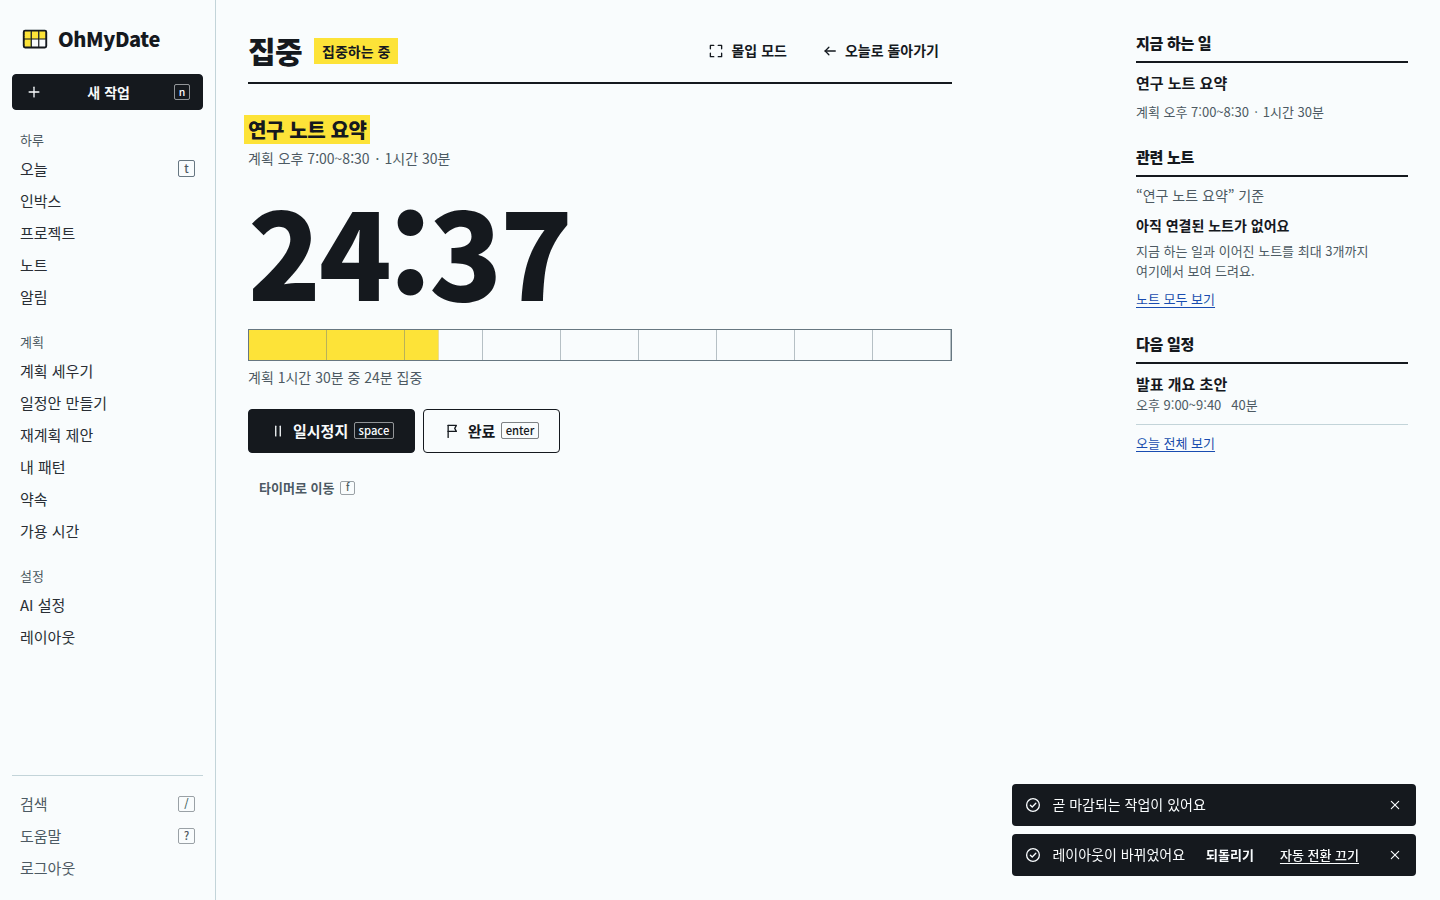 OhMyDate
새 작업 n
하루
오늘 t
인박스
프로젝트
노트
알림
계획
계획 세우기
일정안 만들기
재계획 제안
내 패턴
약속
가용 시간
설정
AI 설정
레이아웃
검색 /
도움말 ?
로그아웃
집중 집중하는 중
몰입 모드
오늘로 돌아가기
연구 노트 요약
계획 오후 7:00~8:30 · 1시간 30분
24:37
계획 1시간 30분 중 24분 집중
일시정지 space
완료 enter
타이머로 이동 f
지금 하는 일
연구 노트 요약
계획 오후 7:00~8:30 · 1시간 30분
관련 노트
“연구 노트 요약” 기준
아직 연결된 노트가 없어요
지금 하는 일과 이어진 노트를 최대 3개까지
여기에서 보여 드려요.
노트 모두 보기
다음 일정
발표 개요 초안
오후 9:00~9:40 40분
오늘 전체 보기
곧 마감되는 작업이 있어요
레이아웃이 바뀌었어요 되돌리기 자동 전환 끄기